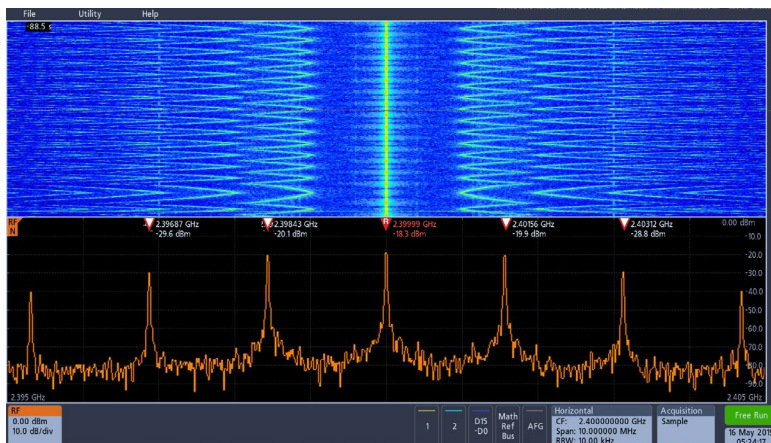 File Utility Help
-88.5
RF
N
2.39687 GHz 2.39843 GHz R 2.39999 GHz 2.40156 GHz 2.40312 GHz 0.00 dBm
-29.6 dBm -20.1 dBm -18.3 dBm -19.9 dBm -28.8 dBm -10.0
-20.0
-30.0
-40.0
-50.0
-60.0
-70.0
-80.0
-90.0
2.395 GHz 2.405 GHz
RF
0.00 dBm
10.0 dB/div
1 2 D15 -D0 Math Ref Bus AFG
Horizontal
CF: 2.400000000 GHz
Span: 10.000000 MHz
RBW: 10.00 kHz
Acquisition
Sample
Free Run
16 May 201
05:24:17